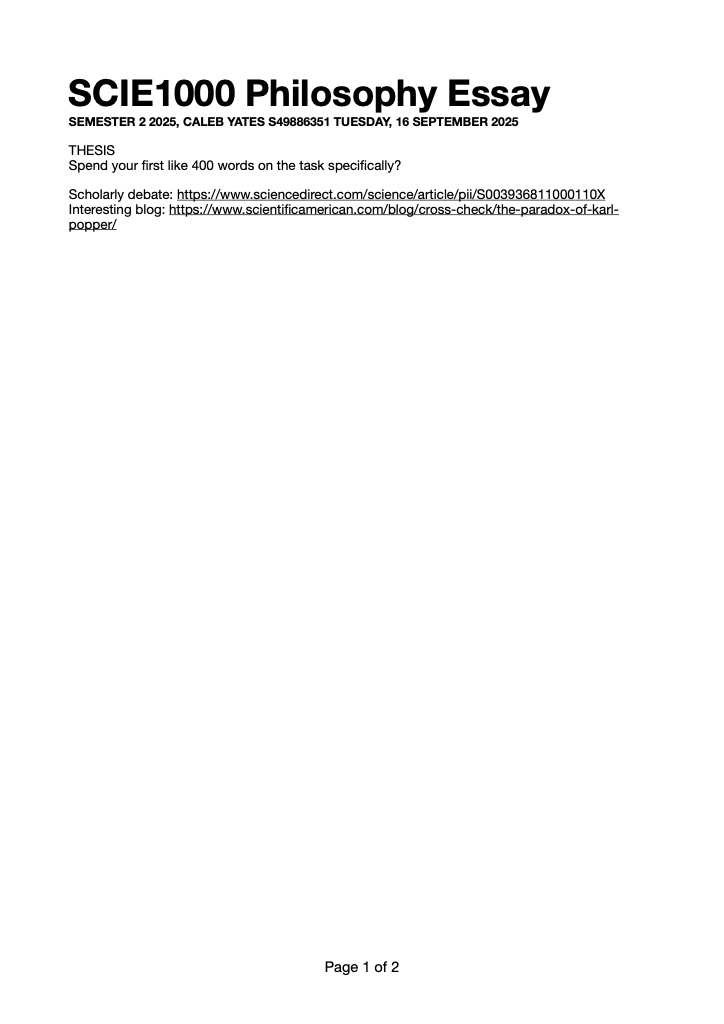 SCIE1000 Philosophy Essay
SEMESTER 2 2025, CALEB YATES S49886351 TUESDAY, 16 SEPTEMBER 2025
THESIS
Spend your first like 400 words on the task specifically?
Scholarly debate: https://www.sciencedirect.com/science/article/pii/S003936811000110X
Interesting blog: https://www.scientificamerican.com/blog/cross-check/the-paradox-of-karl-
popper/
Page 1 of 2